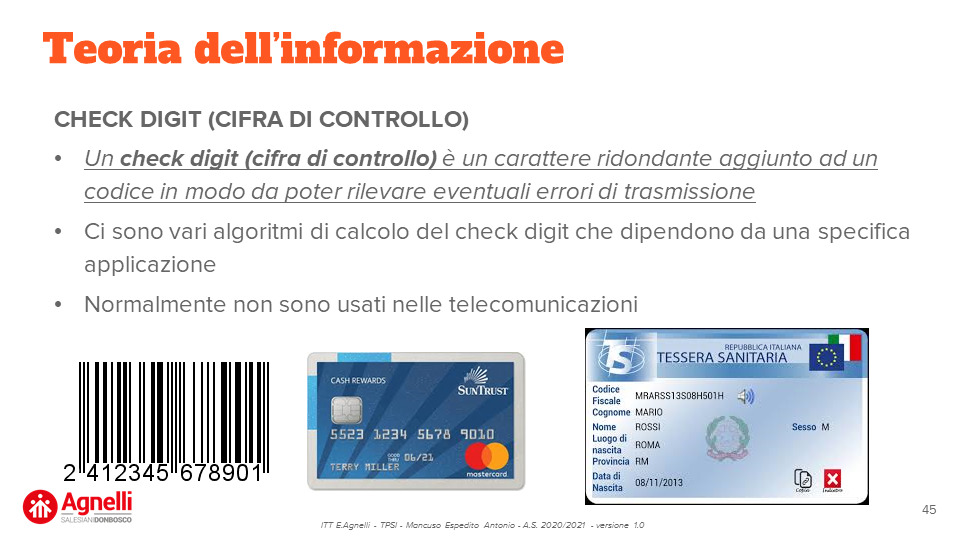 Teoria dell'informazione
CHECK DIGIT (CIFRA DI CONTROLLO)
• Un check digit (cifra di controllo) è un carattere ridondante aggiunto ad un
codice in modo da poter rilevare eventuali errori di trasmissione
• Ci sono vari algoritmi di calcolo del check digit che dipendono da una specifica
applicazione
• Normalmente non sono usati nelle telecomunicazioni
2 412345 678901
CASH REWARDS
SUNTRUST
5523 1234 5678 9010
GOOD THRU 06/21
TERRY MILLER
mastercard
TS
REPUBBLICA ITALIANA
TESSERA SANITARIA
Codice
Fiscale MRARSS13S08H501H
Cognome MARIO
Nome ROSSI Sesso M
Luogo di
nascita ROMA
Provincia RM
Data di
Nascita 08/11/2013
Copia Indietro
Agnelli
SALESIANI DONBOSCO
ITT E.Agnelli - TPSI - Mancuso Espedito Antonio - A.S. 2020/2021 - versione 1.0
45